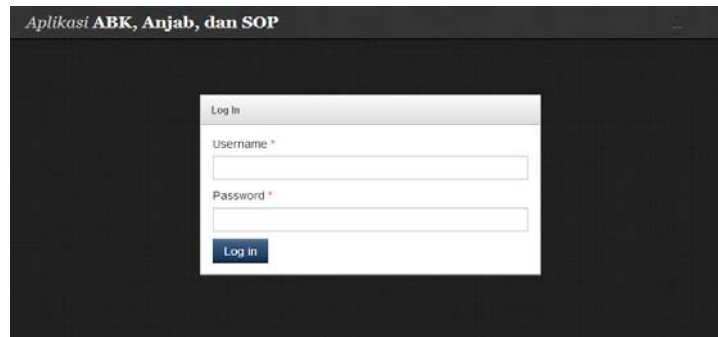 Aplikasi ABK, Anjab, dan SOP
Log In
Username *
Password *
Log in